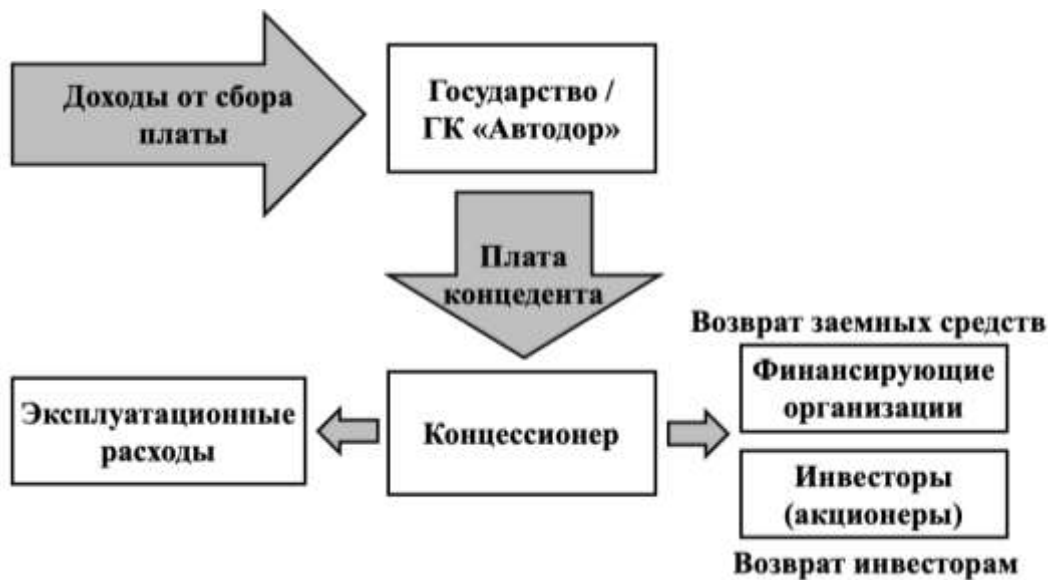 Доходы от сбора
платы
Государство /
ГК «Автодор»
Плата
концедента
Возврат заемных средств
Финансирующие
организации
Эксплуатационные
расходы
Концессионер
Инвесторы
(акционеры)
Возврат инвесторам